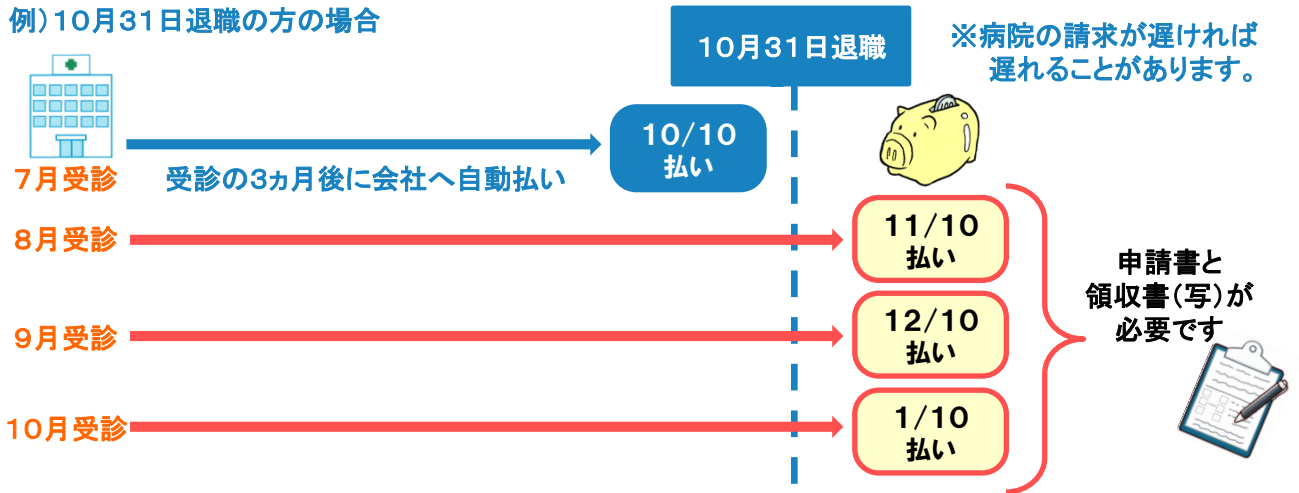 例)10月31日退職の方の場合
10月31日退職
※病院の請求が遅ければ
遅れることがあります。
10/10
払い
7月受診
受診の3ヵ月後に会社へ自動払い
8月受診
11/10
払い
申請書と
領収書(写)が
必要です
9月受診
12/10
払い
10月受診
1/10
払い